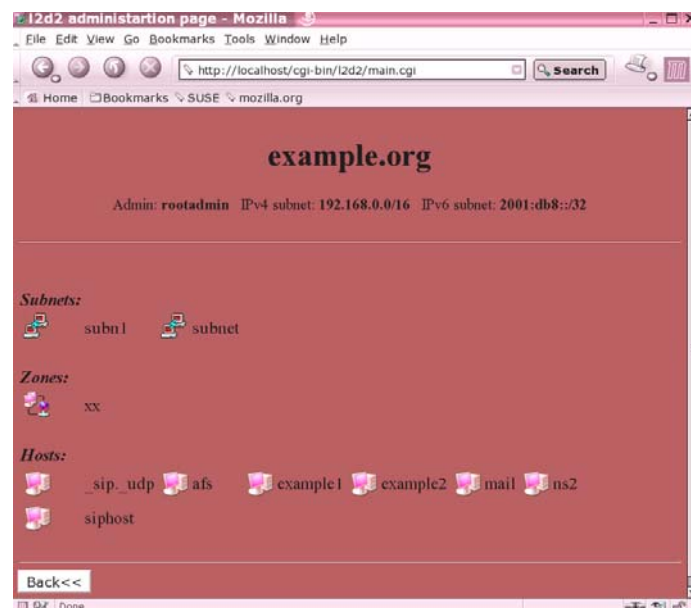 l2d2 administartion page - Mozilla
File Edit View Go Bookmarks Tools Window Help
http://localhost/cgi-bin/l2d2/main.cgi Search
Home Bookmarks SUSE mozilla.org
example.org
Admin: rootadmin IPv4 subnet: 192.168.0.0/16 IPv6 subnet: 2001:db8::/32
Subnets:
subn1 subnet
Zones:
xx
Hosts:
_sip._udp afs example1 example2 mail ns2
siphost
Back<<
Done